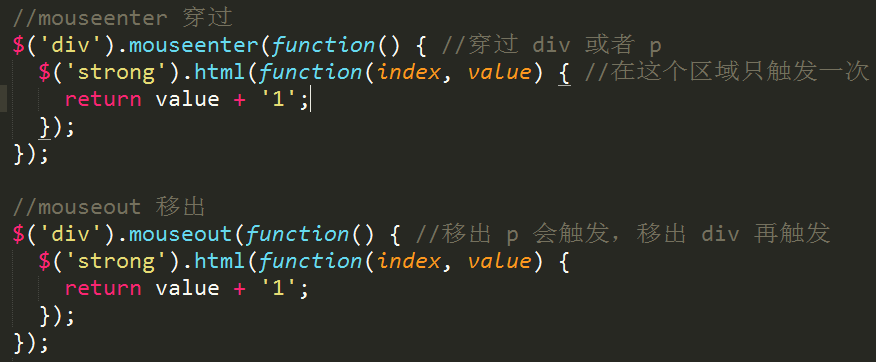 //mouseenter 穿过
$('div').mouseenter(function() { //穿过 div 或者 p
  $('strong').html(function(index, value) { //在这个区域只触发一次
    return value + '1';
  });
});

//mouseout 移出
$('div').mouseout(function() { //移出 p 会触发，移出 div 再触发
  $('strong').html(function(index, value) {
    return value + '1';
  });
});